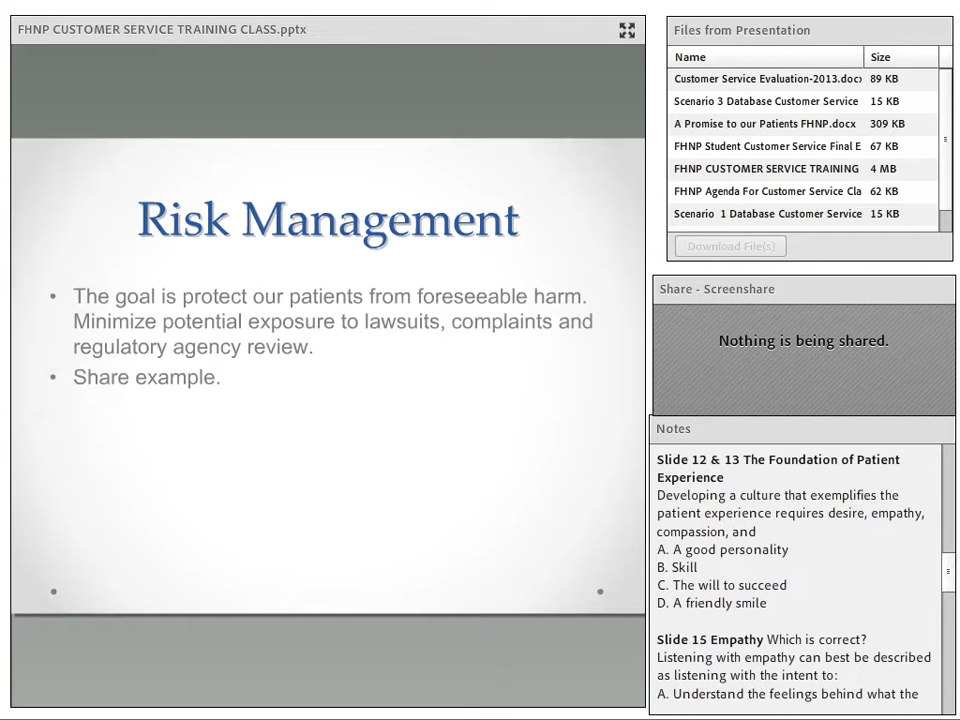 FHNP CUSTOMER SERVICE TRAINING CLASS.pptx
Risk Management
• The goal is protect our patients from foreseeable harm.
Minimize potential exposure to lawsuits, complaints and
regulatory agency review.
• Share example.
Files from Presentation
Name Size
Customer Service Evaluation-2013.docx 89 KB
Scenario 3 Database Customer Service 15 KB
A Promise to our Patients FHNP.docx 309 KB
FHNP Student Customer Service Final E 67 KB
FHNP CUSTOMER SERVICE TRAINING 4 MB
FHNP Agenda For Customer Service Cla 62 KB
Scenario 1 Database Customer Service 15 KB
Download File(s)
Share - Screenshare
Nothing is being shared.
Notes
Slide 12 & 13 The Foundation of Patient
Experience
Developing a culture that exemplifies the
patient experience requires desire, empathy,
compassion, and
A. A good personality
B. Skill
C. The will to succeed
D. A friendly smile
Slide 15 Empathy Which is correct?
Listening with empathy can best be described
as listening with the intent to:
A. Understand the feelings behind what the